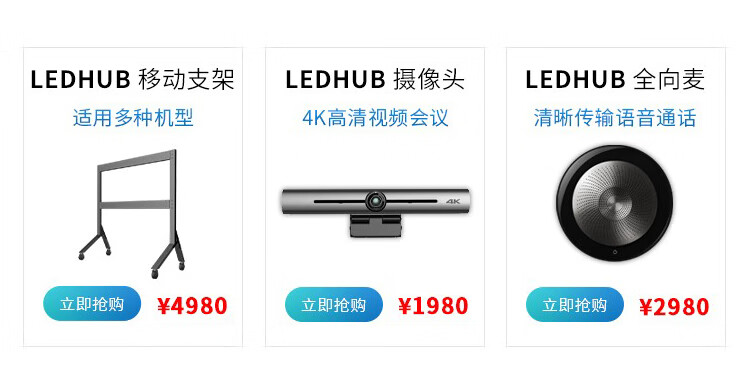 LEDHUB 移动支架
适用多种机型
立即抢购 ¥4980
LEDHUB 摄像头
4K高清视频会议
4K
立即抢购 ¥1980
LEDHUB 全向麦
清晰传输语音通话
立即抢购 ¥2980